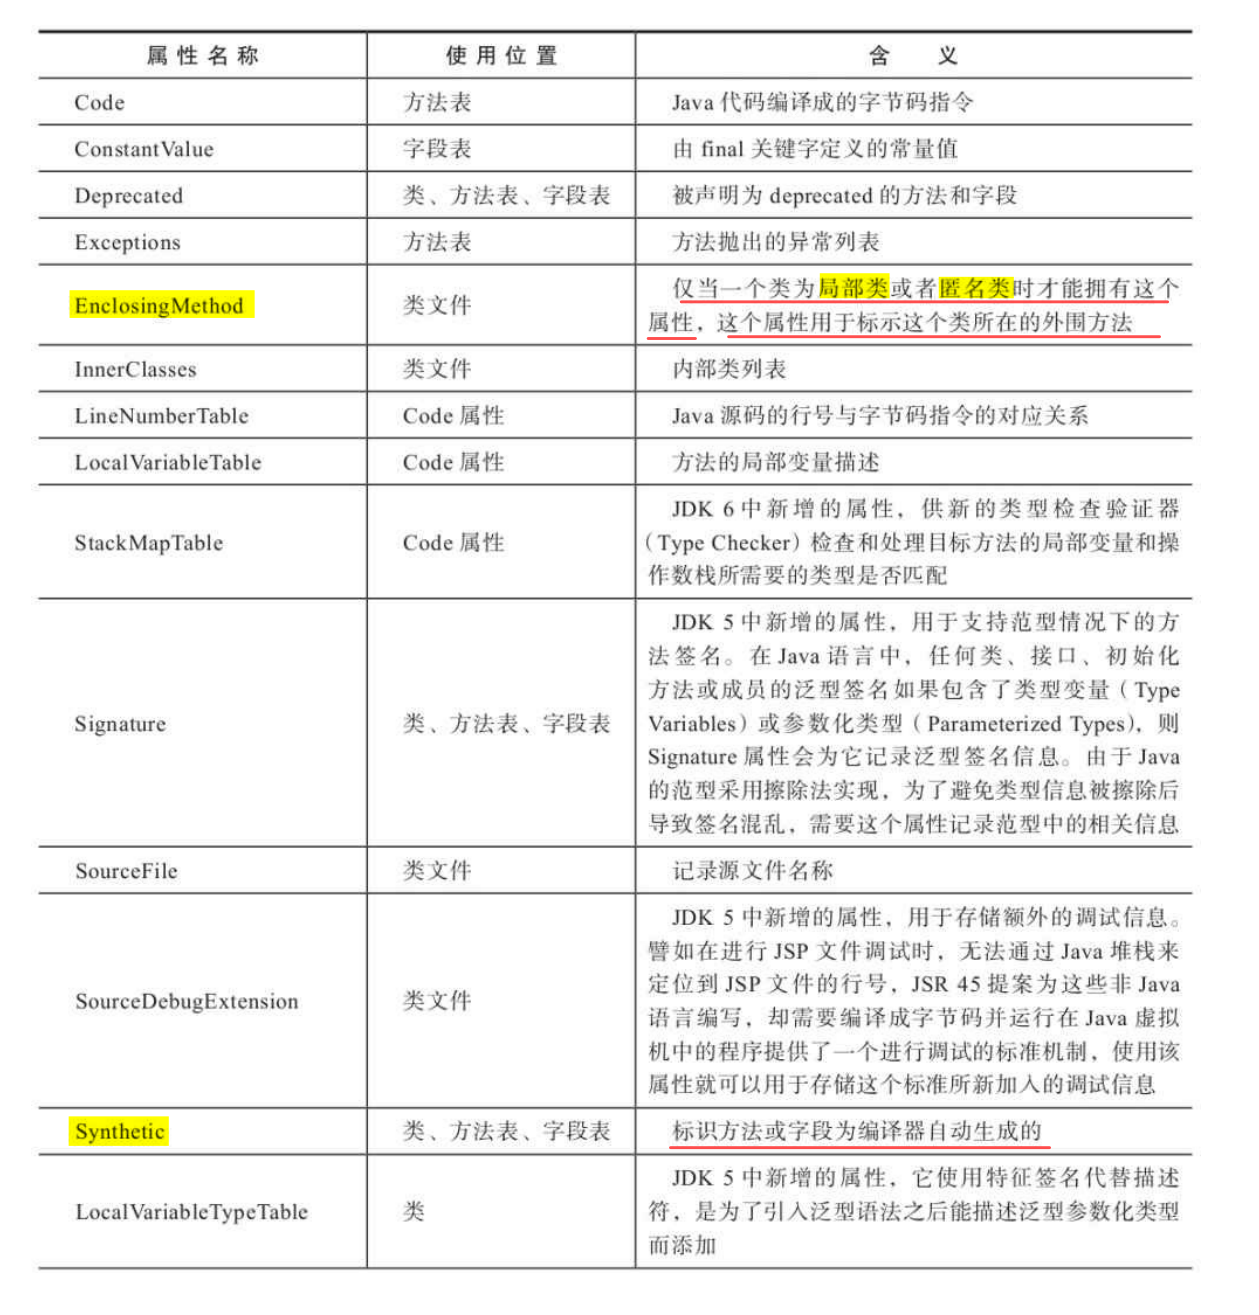 属性名称 使用位置 含 义
Code 方法表 Java 代码编译成的字节码指令
ConstantValue 字段表 由 final 关键字定义的常量值
Deprecated 类、方法表、字段表 被声明为 deprecated 的方法和字段
Exceptions 方法表 方法抛出的异常列表
EnclosingMethod 类文件 仅当一个类为局部类或者匿名类时才能拥有这个
属性，这个属性用于标示这个类所在的外围方法
InnerClasses 类文件 内部类列表
LineNumberTable Code 属性 Java 源码的行号与字节码指令的对应关系
LocalVariableTable Code 属性 方法的局部变量描述
StackMapTable Code 属性 JDK 6 中新增的属性，供新的类型检查验证器
（Type Checker）检查和处理目标方法的局部变量和操
作数栈所需要的类型是否匹配
Signature 类、方法表、字段表 JDK 5 中新增的属性，用于支持范型情况下的方
法签名。在 Java 语言中，任何类、接口、初始化
方法或成员的泛型签名如果包含了类型变量（Type
Variables）或参数化类型（Parameterized Types），则
Signature 属性会为它记录泛型签名信息。由于 Java
的范型采用擦除法实现，为了避免类型信息被擦除后
导致签名混乱，需要这个属性记录范型中的相关信息
SourceFile 类文件 记录源文件名称
SourceDebugExtension 类文件 JDK 5 中新增的属性，用于存储额外的调试信息。
譬如在进行 JSP 文件调试时，无法通过 Java 堆栈来
定位到 JSP 文件的行号，JSR 45 提案为这些非 Java
语言编写，却需要编译成字节码并运行在 Java 虚拟
机中的程序提供了一个进行调试的标准机制，使用该
属性就可以用于存储这个标准所新加入的调试信息
Synthetic 类、方法表、字段表 标识方法或字段为编译器自动生成的
LocalVariableTypeTable 类 JDK 5 中新增的属性，它使用特征签名代替描述
符，是为了引入泛型语法之后能描述泛型参数化类型
而添加